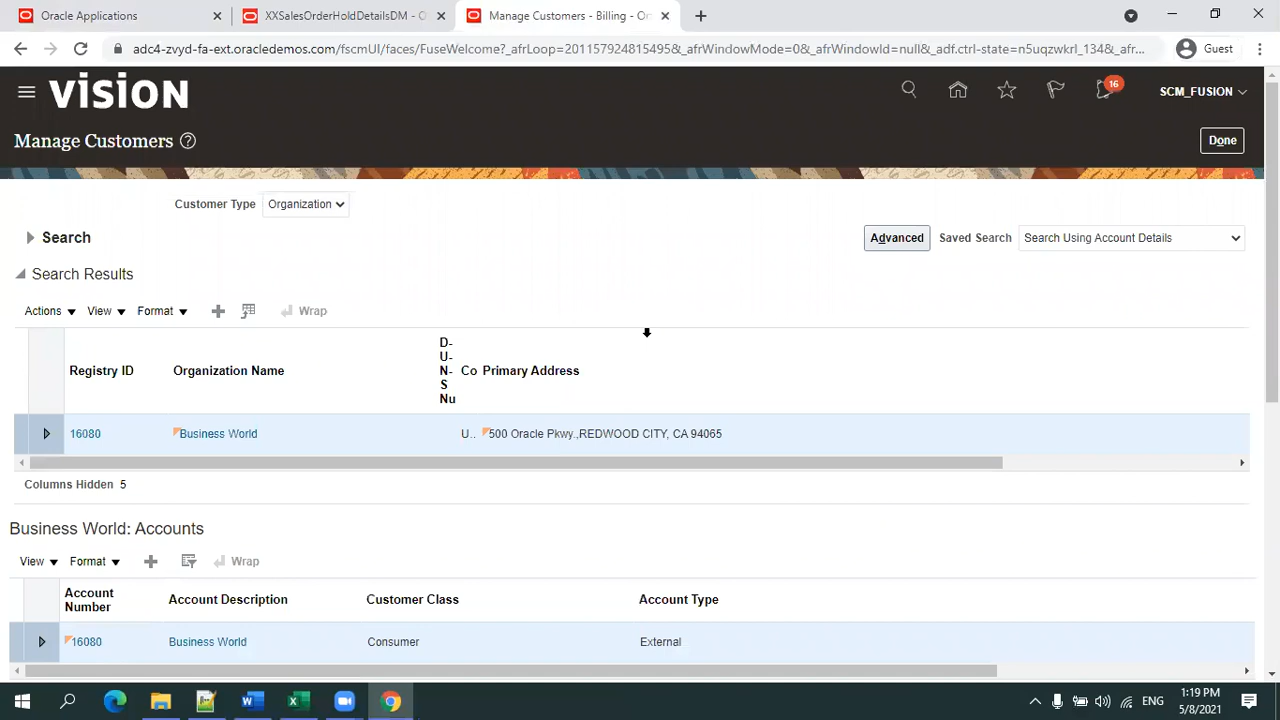 Oracle Applications
XXSalesOrderHoldDetailsDM - O
Manage Customers - Billing - Or
adc4-zvyd-fa-ext.oracledemos.com/fscmUI/faces/FuseWelcome?_afrLoop=201157924815495&_afrWindowMode=0&_afrWindowId=null&_adf.ctrl-state=n5uqzwkrl_134&_afr...
Guest
VISION
16
SCM_FUSION
Manage Customers
Done
Customer Type Organization
Search
Advanced Saved Search Search Using Account Details
Search Results
Actions View Format Wrap
Registry ID Organization Name D-U-N-S Nu Co Primary Address
16080 Business World U.. 500 Oracle Pkwy.,REDWOOD CITY, CA 94065
Columns Hidden 5
Business World: Accounts
View Format Wrap
Account Number Account Description Customer Class Account Type
16080 Business World Consumer External
ENG
1:19 PM
5/8/2021